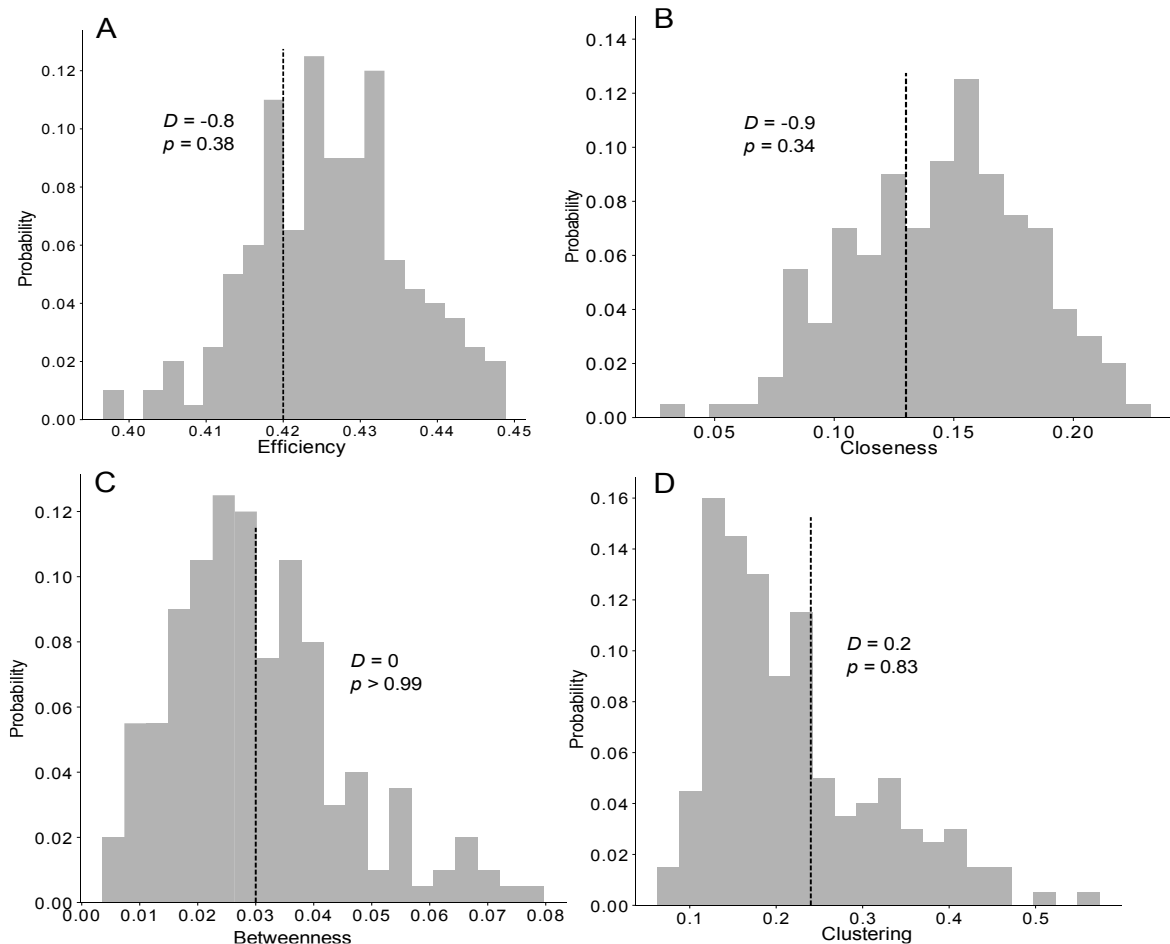 A
0.12
0.10
0.08
0.06
0.04
0.02
0.00
Probability
D = -0.8
p = 0.38
0.40 0.41 0.42 0.43 0.44 0.45
Efficiency
B
0.14
0.12
0.10
0.08
0.06
0.04
0.02
0.00
Probability
D = -0.9
p = 0.34
0.05 0.10 0.15 0.20
Closeness
C
0.12
0.10
0.08
0.06
0.04
0.02
0.00
Probability
D = 0
p > 0.99
0.00 0.01 0.02 0.03 0.04 0.05 0.06 0.07 0.08
Betweenness
D
0.16
0.14
0.12
0.10
0.08
0.06
0.04
0.02
0.00
Probability
D = 0.2
p = 0.83
0.1 0.2 0.3 0.4 0.5
Clustering